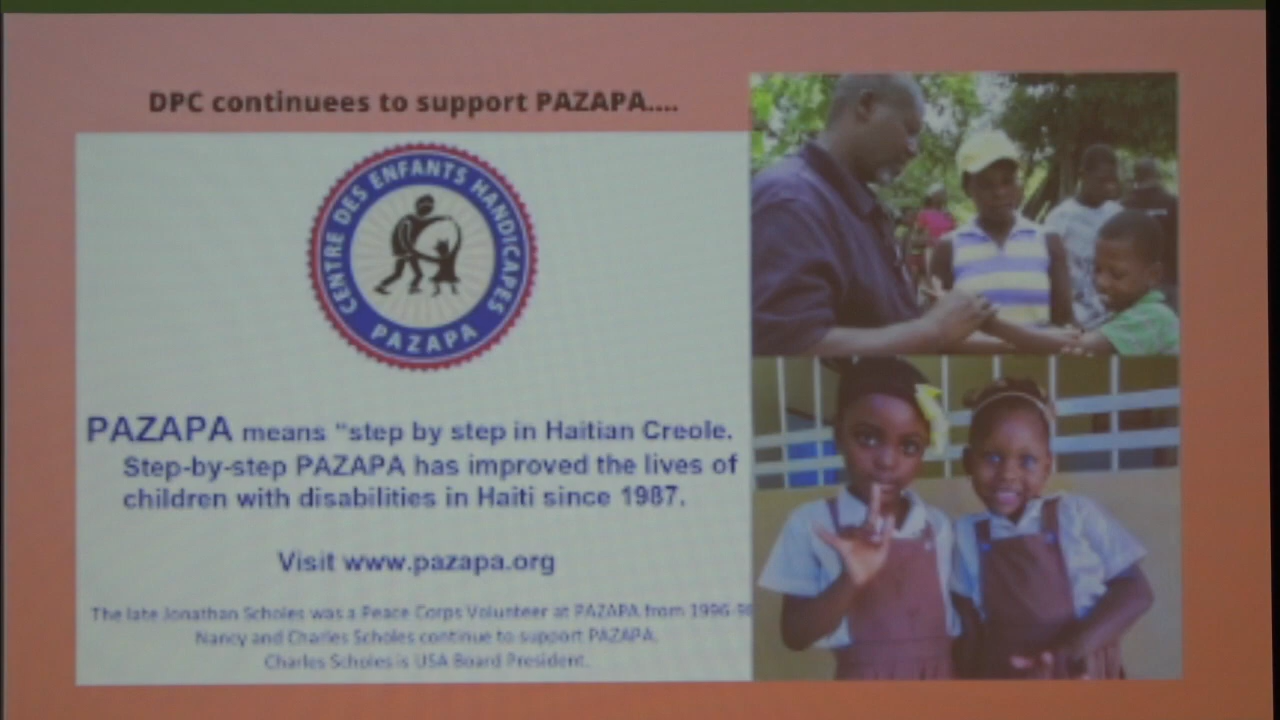 DPC continuees to support PAZAPA....
CENTRE DES ENFANTS HANDICAPES
PAZAPA
PAZAPA means “step by step in Haitian Creole.
Step-by-step PAZAPA has improved the lives of
children with disabilities in Haiti since 1987.
Visit www.pazapa.org
The late Jonathan Scholes was a Peace Corps Volunteer at PAZAPA from 1996-98
Nancy and Charles Scholes continue to support PAZAPA.
Charles Scholes is USA Board President.